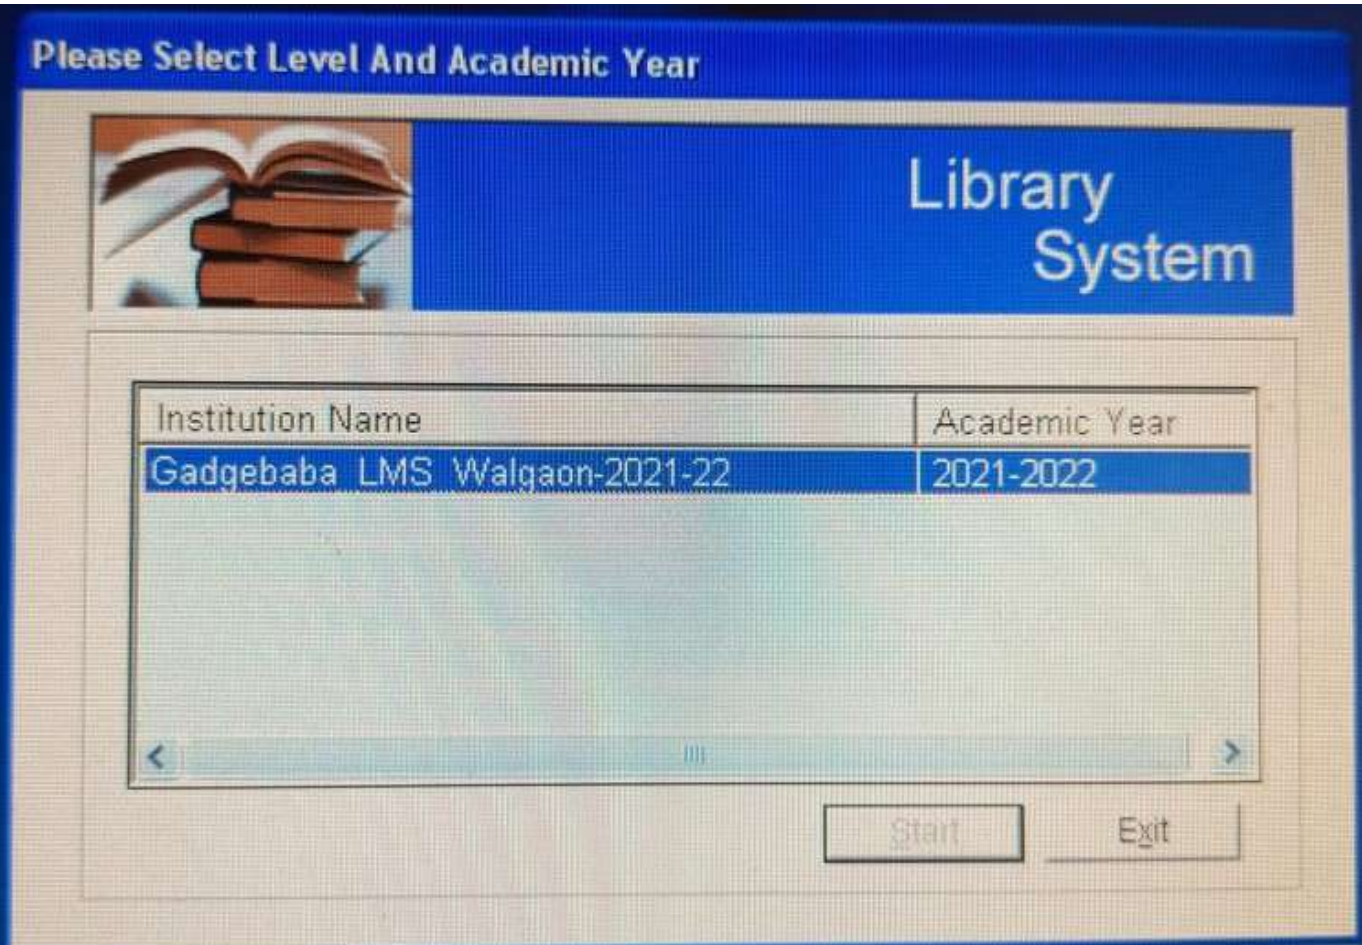 Please Select Level And Academic Year
Library
System
Institution Name Academic Year
Gadgebaba LMS Walgaon-2021-22 2021-2022
Start Exit